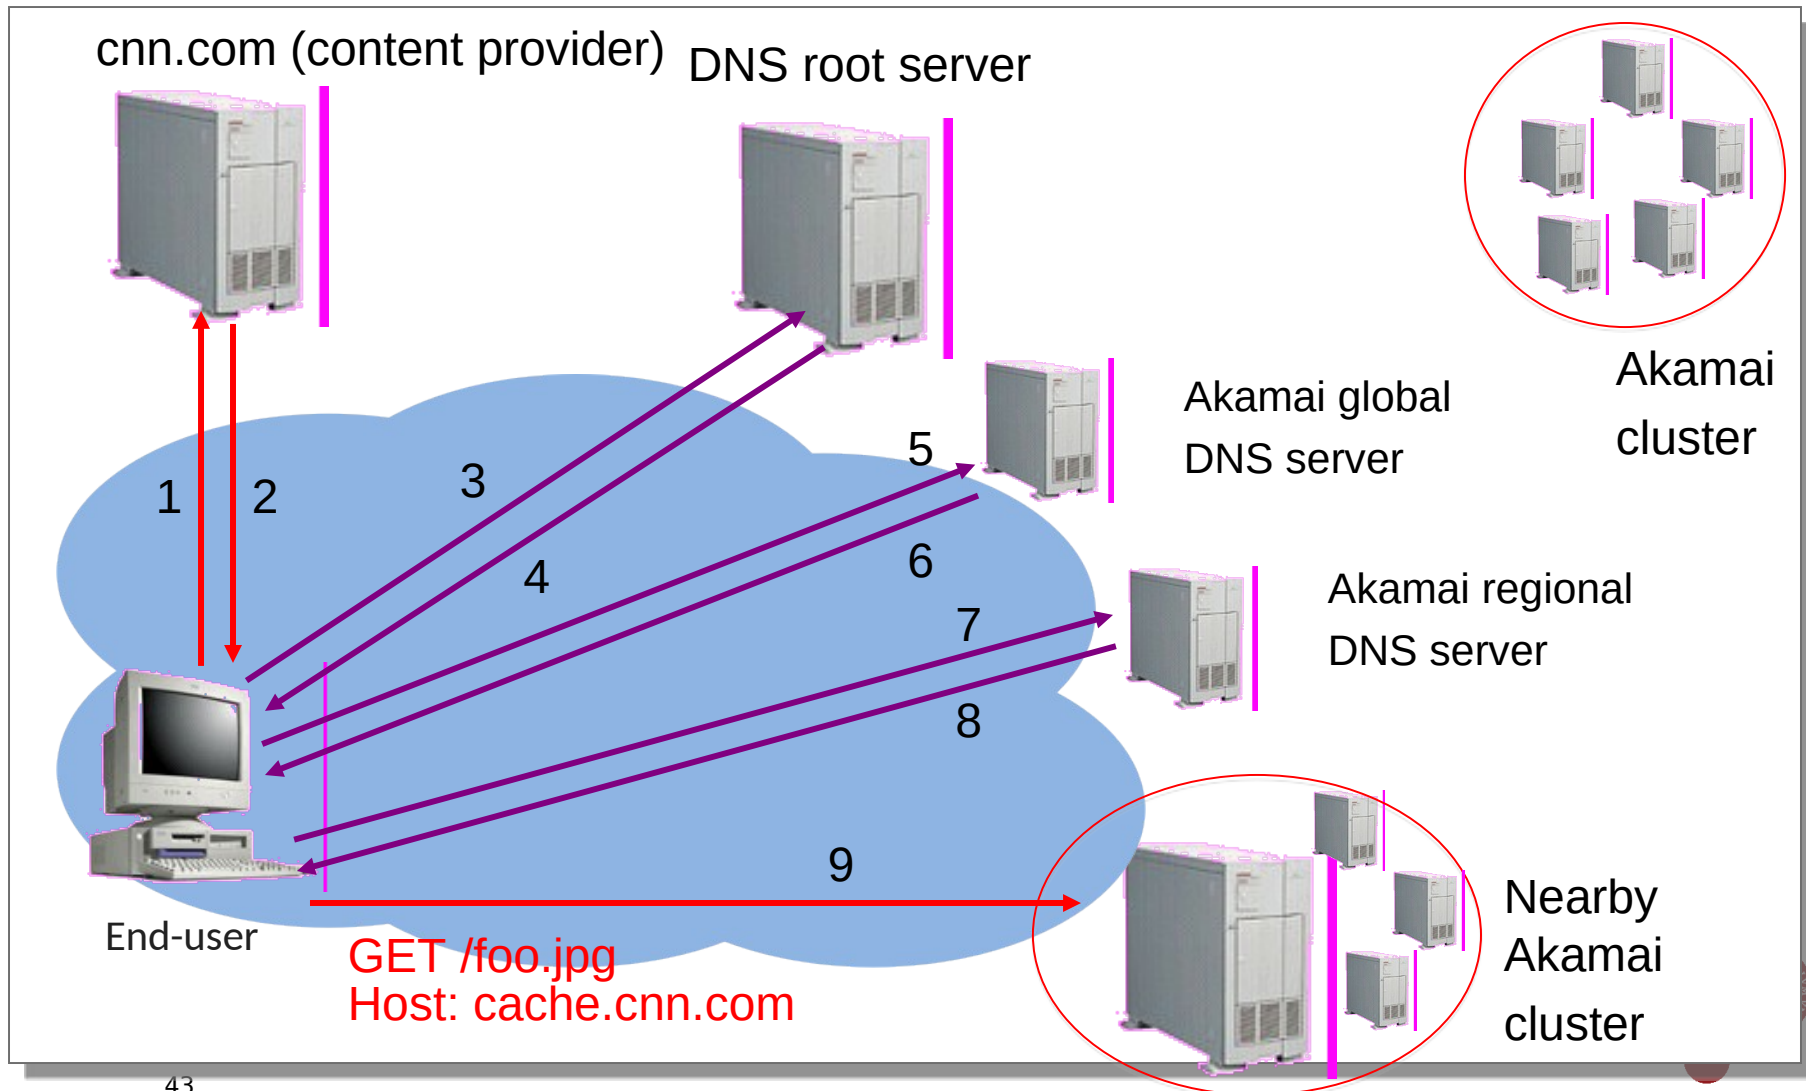 cnn.com (content provider)
DNS root server
Akamai
cluster
Akamai global
DNS server
1
2
3
4
5
6
Akamai regional
DNS server
7
8
9
End-user
GET /foo.jpg
Host: cache.cnn.com
Nearby
Akamai
cluster
43